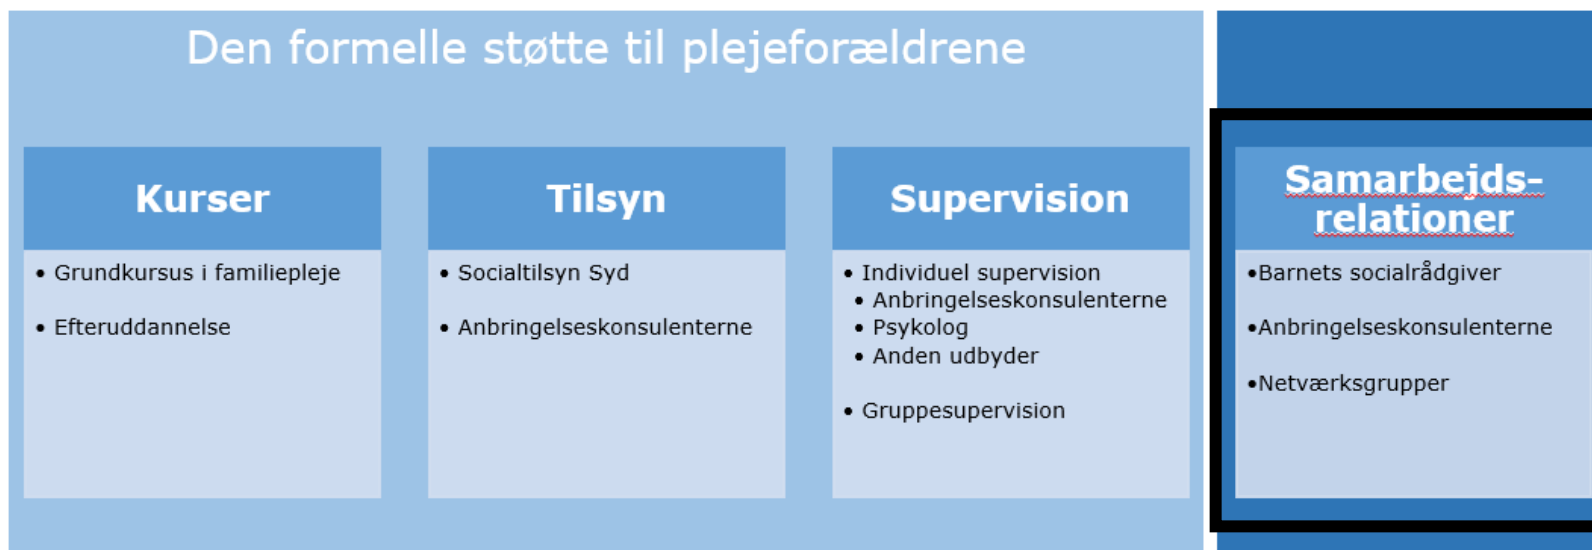 Den formelle støtte til plejeforældrene
Kurser
• Grundkursus i familiepleje
• Efteruddannelse
Tilsyn
• Socialtilsyn Syd
• Anbringelseskonsulenterne
Supervision
• Individuel supervision
• Anbringelseskonsulenterne
• Psykolog
• Anden udbyder
• Gruppesupervision
Samarbejds-
relationer
•Barnets socialrådgiver
•Anbringelseskonsulenterne
•Netværksgrupper